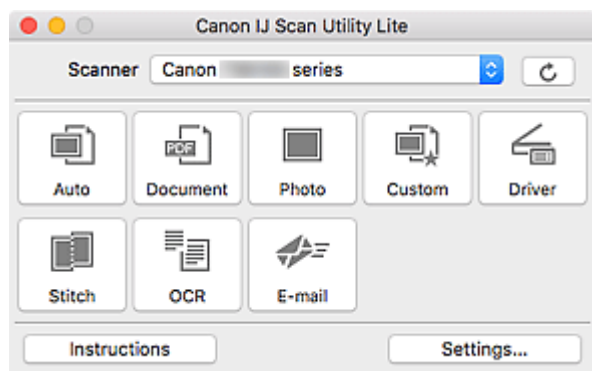 Canon IJ Scan Utility Lite
Scanner Canon series
PDF
Auto Document Photo Custom Driver
Stitch OCR E-mail
Instructions Settings...